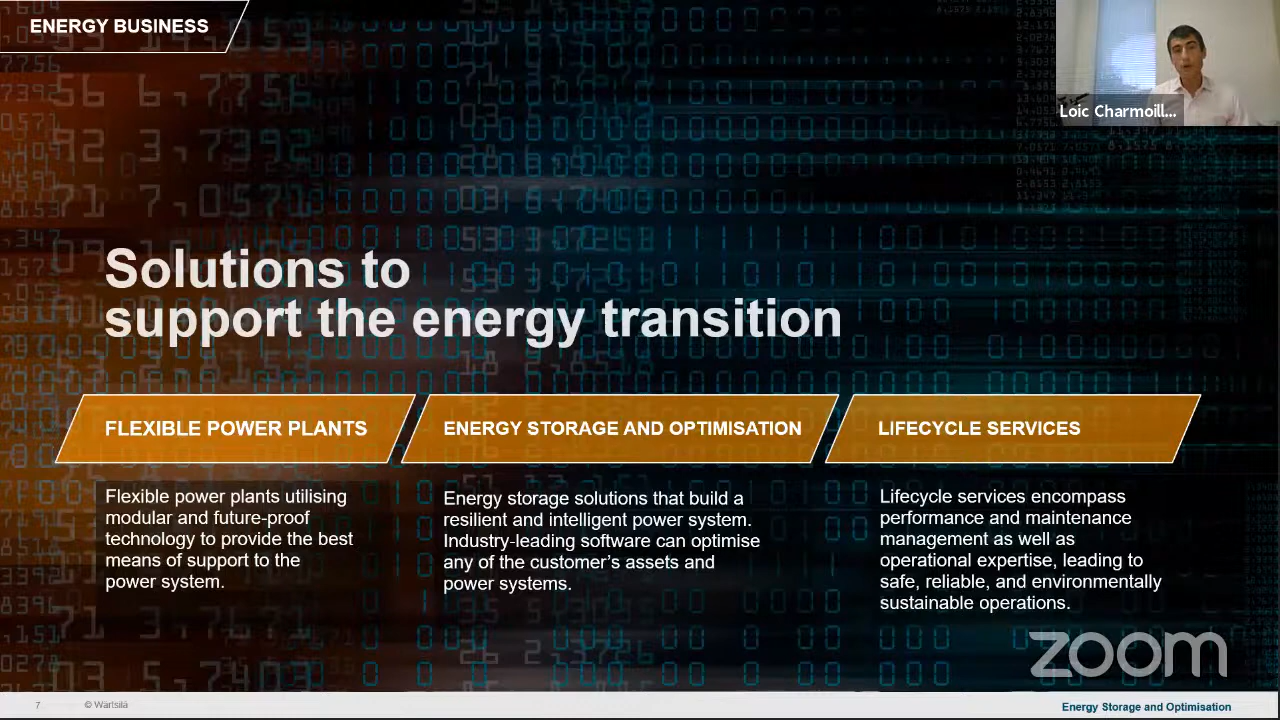 ENERGY BUSINESS
Loic Charmoill...
Solutions to
support the energy transition
FLEXIBLE POWER PLANTS
Flexible power plants utilising
modular and future-proof
technology to provide the best
means of support to the
power system.
ENERGY STORAGE AND OPTIMISATION
Energy storage solutions that build a
resilient and intelligent power system.
Industry-leading software can optimise
any of the customer's assets and
power systems.
LIFECYCLE SERVICES
Lifecycle services encompass
performance and maintenance
management as well as
operational expertise, leading to
safe, reliable, and environmentally
sustainable operations.
zoom
7
© Wärtsilä
Energy Storage and Optimisation